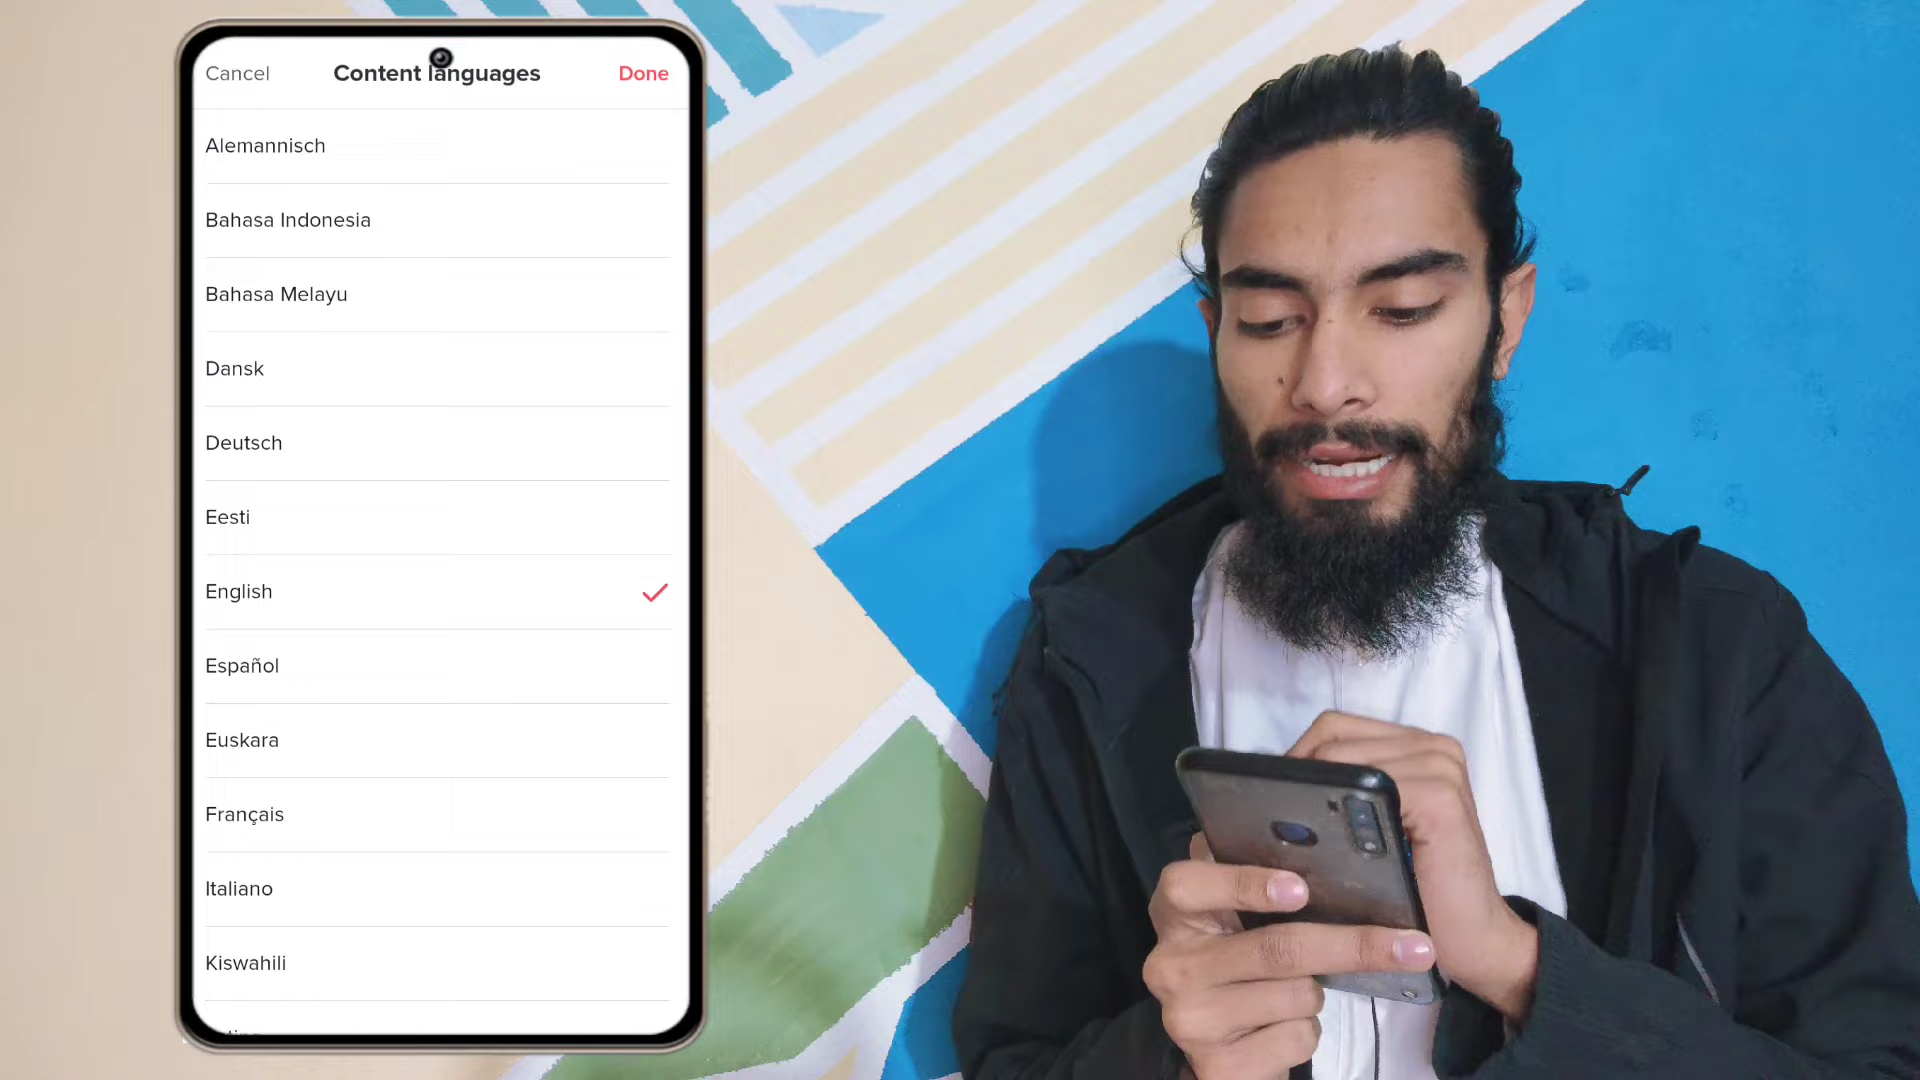 Cancel Content languages Done
Alemannisch
Bahasa Indonesia
Bahasa Melayu
Dansk
Deutsch
Eesti
English
Español
Euskara
Français
Italiano
Kiswahili